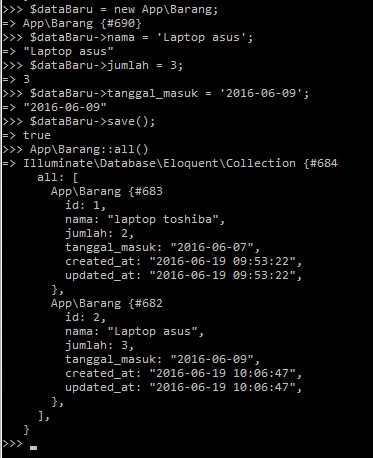 >>> $dataBaru = new App\Barang;
=> App\Barang {#690}
>>> $dataBaru->nama = 'Laptop asus';
=> "Laptop asus"
>>> $dataBaru->jumlah = 3;
=> 3
>>> $dataBaru->tanggal_masuk = '2016-06-09';
=> "2016-06-09"
>>> $dataBaru->save();
=> true
>>> App\Barang::all()
=> Illuminate\Database\Eloquent\Collection {#684
     all: [
       App\Barang {#683
         id: 1,
         nama: "laptop toshiba",
         jumlah: 2,
         tanggal_masuk: "2016-06-07",
         created_at: "2016-06-19 09:53:22",
         updated_at: "2016-06-19 09:53:22",
       },
       App\Barang {#682
         id: 2,
         nama: "Laptop asus",
         jumlah: 3,
         tanggal_masuk: "2016-06-09",
         created_at: "2016-06-19 10:06:47",
         updated_at: "2016-06-19 10:06:47",
       },
     ],
   }
>>>